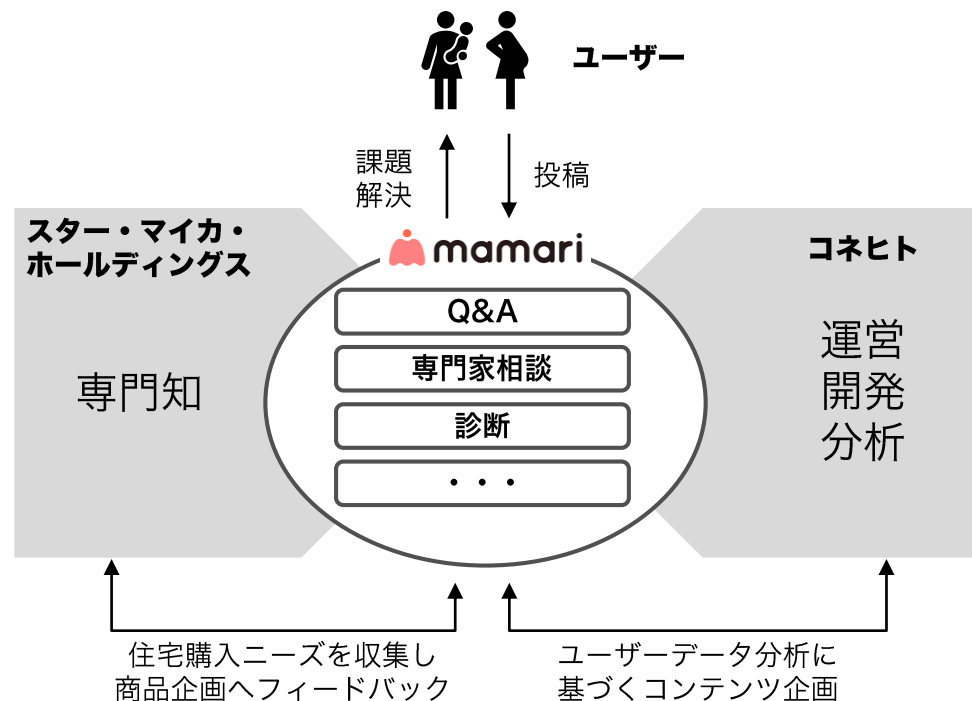 ユーザー
課題
解決
投稿
mamari
スター・マイカ・
ホールディングス
専門知
Q&A
専門家相談
診断
・・・
コネヒト
運営
開発
分析
住宅購入ニーズを収集し
商品企画へフィードバック
ユーザーデータ分析に
基づくコンテンツ企画